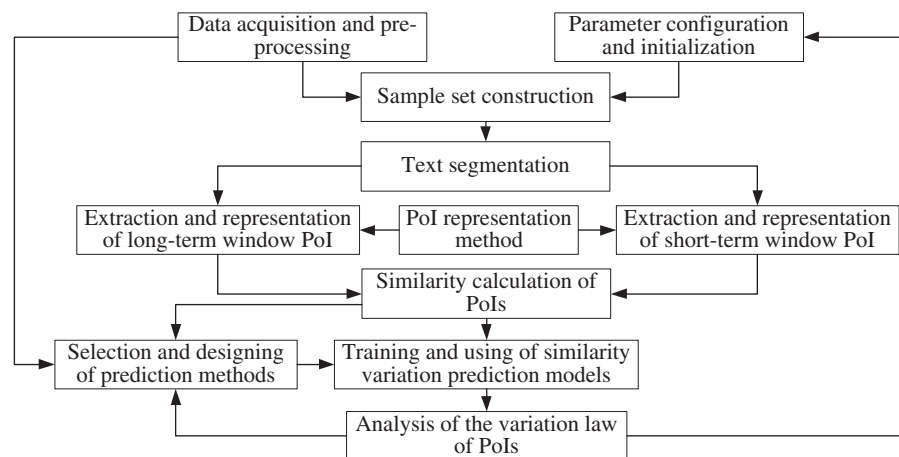 Data acquisition and pre-
processing
Parameter configuration
and initialization
Sample set construction
Text segmentation
Extraction and representation
of long-term window PoI
PoI representation
method
Extraction and representation
of short-term window PoI
Similarity calculation of
PoIs
Selection and designing
of prediction methods
Training and using of similarity
variation prediction models
Analysis of the variation law
of PoIs